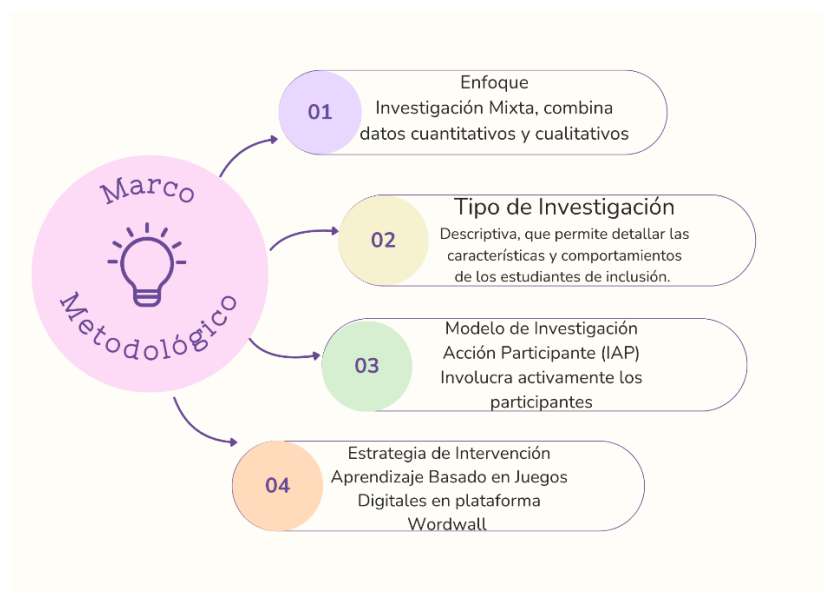 Marco
Metodológico
01
Enfoque
Investigación Mixta, combina
datos cuantitativos y cualitativos
02
Tipo de Investigación
Descriptiva, que permite detallar las
características y comportamientos
de los estudiantes de inclusión.
03
Modelo de Investigación
Acción Participante (IAP)
Involucra activamente los
participantes
04
Estrategia de Intervención
Aprendizaje Basado en Juegos
Digitales en plataforma
Wordwall